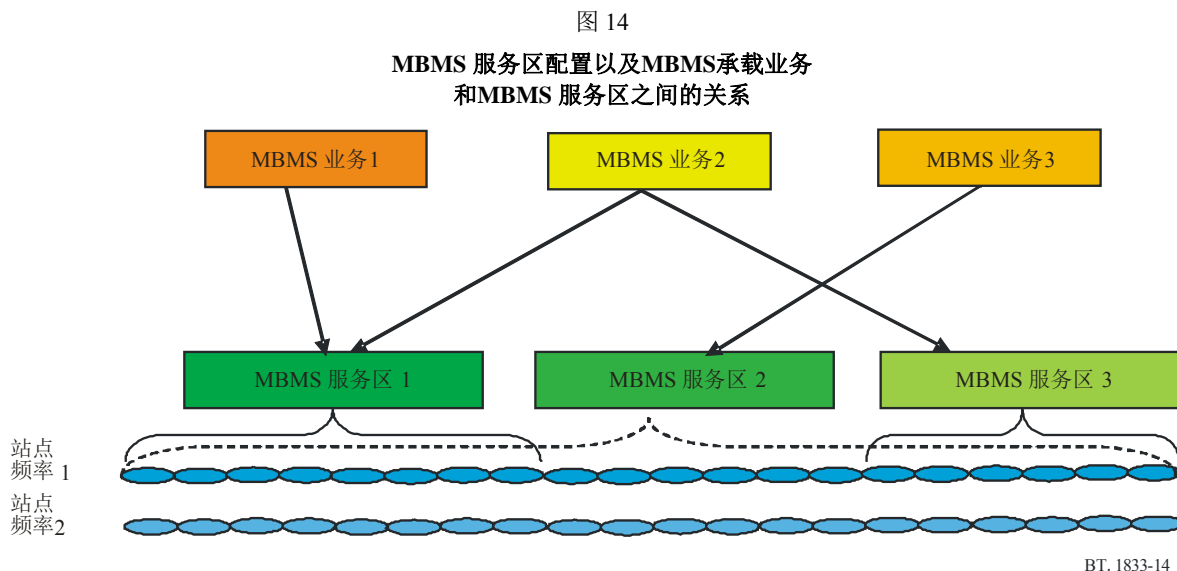 图 14
MBMS 服务区配置以及MBMS承载业务
和MBMS 服务区之间的关系
MBMS 业务1
MBMS 业务2
MBMS 业务3
MBMS 服务区 1
MBMS 服务区 2
MBMS 服务区 3
站点
频率 1
站点
频率2
BT. 1833-14